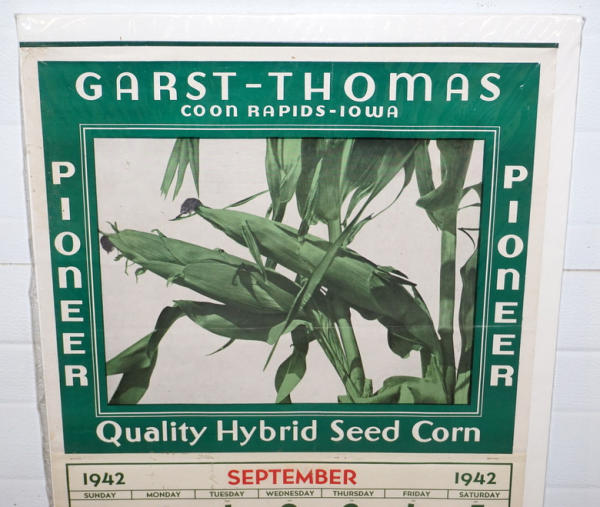 GARST-THOMAS
COON RAPIDS-IOWA
PIONEER
PIONEER
Quality Hybrid Seed Corn
1942 SEPTEMBER 1942
SUNDAY MONDAY TUESDAY WEDNESDAY THURSDAY FRIDAY SATURDAY